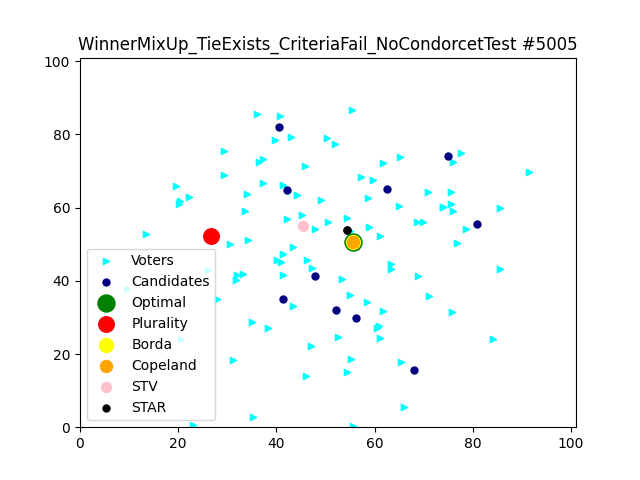 WinnerMixUp_TieExists_CriteriaFail_NoCondorcetTest #5005
100
80
60
40
20
0
Voters
Candidates
Optimal
Plurality
Borda
Copeland
STV
STAR
0 20 40 60 80 100